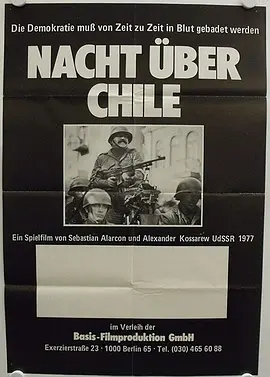 Die Demokratie muß von Zeit zu Zeit in Blut gebadet werden
NACHT ÜBER
CHILE
Ein Spielfilm von Sebastian Alarcon und Alexander Kossarew UdSSR 1977
im Verleih der
Basis-Filmproduktion GmbH
Exerzierstraße 23 · 1000 Berlin 65 · Tel. (030) 465 60 88